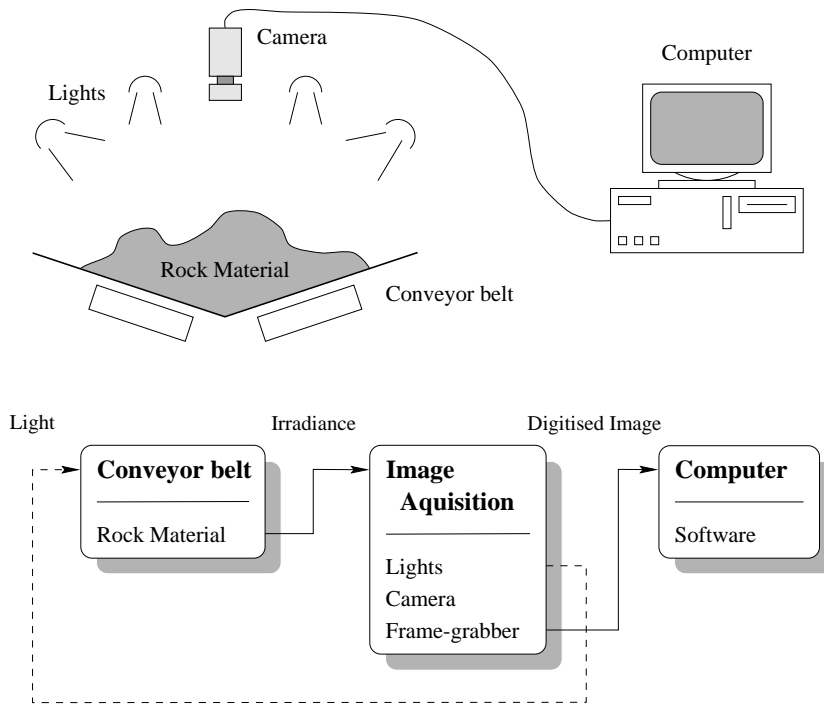 Camera
Computer
Lights
Rock Material
Conveyor belt
Light
Irradiance
Digitised Image
Conveyor belt
Rock Material
Image
Aquisition
Lights
Camera
Frame-grabber
Computer
Software